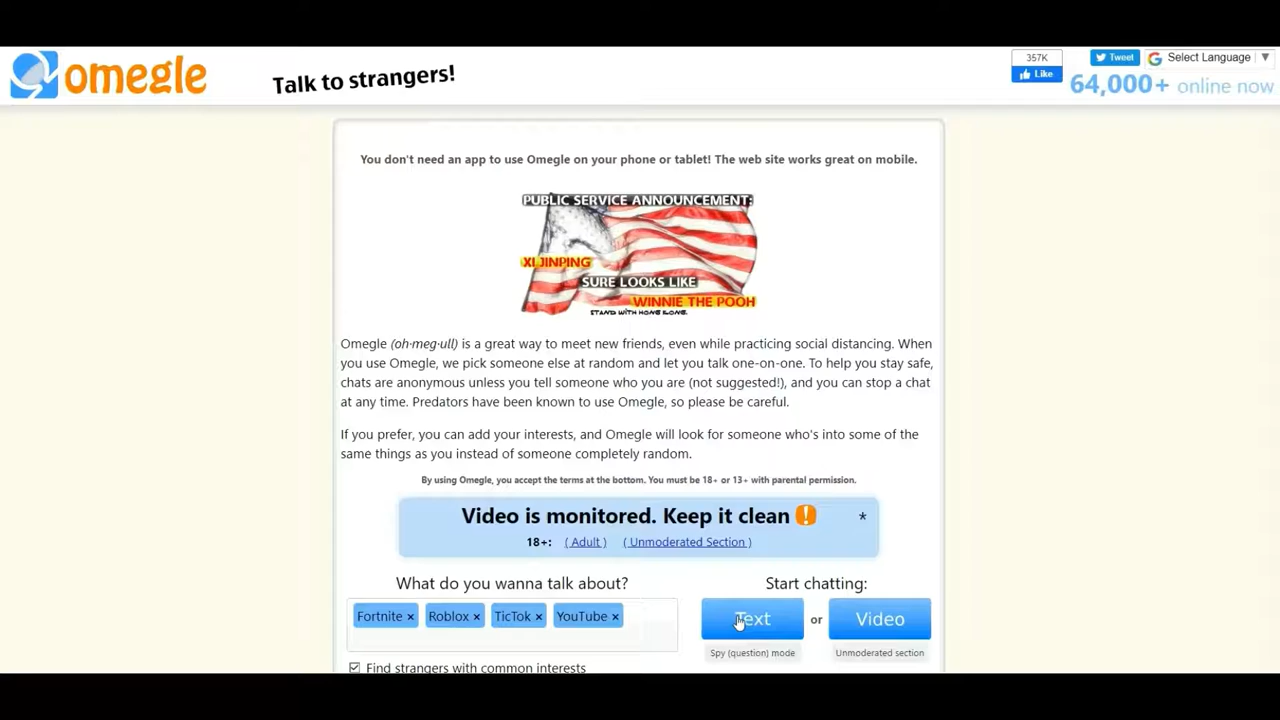 omegle
Talk to strangers!
357K
Like
Tweet
Select Language
64,000+ online now
You don't need an app to use Omegle on your phone or tablet! The web site works great on mobile.
PUBLIC SERVICE ANNOUNCEMENT:
XI JINPING
SURE LOOKS LIKE
WINNIE THE POOH
STAND WITH HONG KONG.
Omegle (oh·meg·ull) is a great way to meet new friends, even while practicing social distancing. When
you use Omegle, we pick someone else at random and let you talk one-on-one. To help you stay safe,
chats are anonymous unless you tell someone who you are (not suggested!), and you can stop a chat
at any time. Predators have been known to use Omegle, so please be careful.
If you prefer, you can add your interests, and Omegle will look for someone who's into some of the
same things as you instead of someone completely random.
By using Omegle, you accept the terms at the bottom. You must be 18+ or 13+ with parental permission.
Video is monitored. Keep it clean ! *
18+: (Adult) (Unmoderated Section)
What do you wanna talk about?
Start chatting:
Fortnite × Roblox × TicTok × YouTube ×
Text or Video
Spy (question) mode
Unmoderated section
Find strangers with common interests